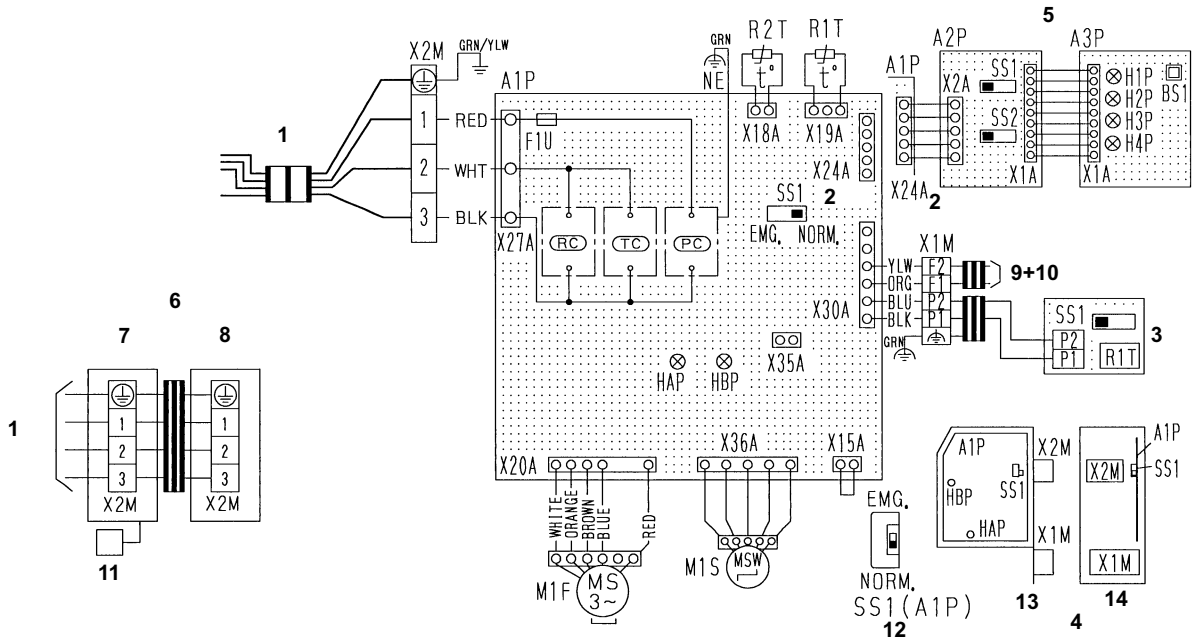 5
X2M GRN/YLW
GRN R2T R1T
A2P A3P
A1P NE t° t° A1P
SS1 H1P BS1
X2A H2P
1 RED F1U X18A X19A
SS2 H3P
H4P
1
2 WHT X24A X1A X1A
SS1 2 X24A 2
3 BLK X27A
RC TC PC EMG. NORM.
X1M
YLW F2 9+10
ORG F1
6 X30A BLU P2 SS1
BLK P1 3
7 8 GRN P2
X35A P1 R1T
HAP HBP
1 1 1
2 2
3 3
X2M X2M
11
X20A X36A X15A
WHITE
ORANGE
BROWN
BLUE
RED
M1F MS 3~
M1S MSW
EMG.
NORM.
SS1(A1P)
12
A1P X2M
SS1
HBP
HAP X1M
13
A1P
X2M SS1
X1M
14
4